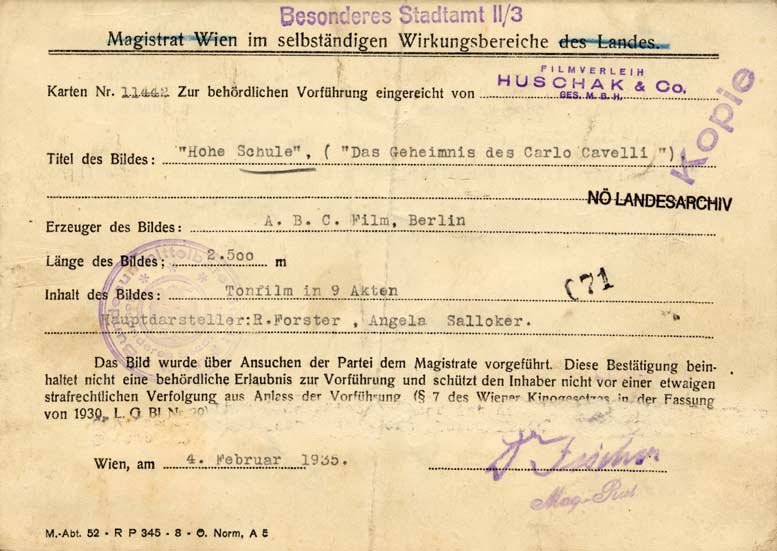 Besonderes Stadtamt II/3
Magistrat Wien im selbständigen Wirkungsbereiche des Landes.
Karten Nr. 11442 Zur behördlichen Vorführung eingereicht von
FILMVERLEIH
HUSCHAK & Co.
GES. M. B. H.
Kopie
Titel des Bildes: "Hohe Schule", ( "Das Geheimnis des Carlo Cavelli ").
NÖ LANDESARCHIV
Erzeuger des Bildes: A. B. C. Film, Berlin
Länge des Bildes; 2.500 m
Inhalt des Bildes: Tonfilm in 9 Akten
(71
Hauptdarsteller:R.Forster , Angela Salloker.
Das Bild wurde über Ansuchen der Partei dem Magistrate vorgeführt. Diese Bestätigung bein-
haltet nicht eine behördliche Erlaubnis zur Vorführung und schützt den Inhaber nicht vor einer etwaigen
strafrechtlichen Verfolgung aus Anlass der Vorführung (§ 7 des Wiener Kinogesetzes in der Fassung
von 1930, L. G. Bl. Nr.
Wien, am 4. Februar 1935.
M.-Abt. 52 - R P 345 - 8 - Ö. Norm, A 5